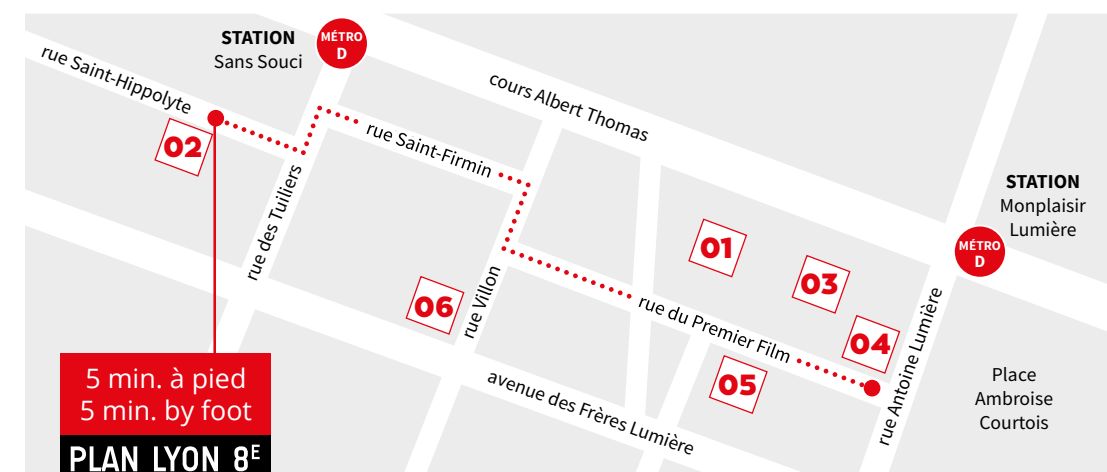 STATION
Sans Souci
MÉTRO
D
rue Saint-Hippolyte
cours Albert Thomas
02
rue Saint-Firmin
rue des Tuiliers
STATION
Monplaisir
Lumière
MÉTRO
D
01
03
06
rue Villon
rue du Premier Film
04
05
rue Antoine Lumière
Place
Ambroise
Courtois
avenue des Frères Lumière
5 min. à pied
5 min. by foot
PLAN LYON 8E